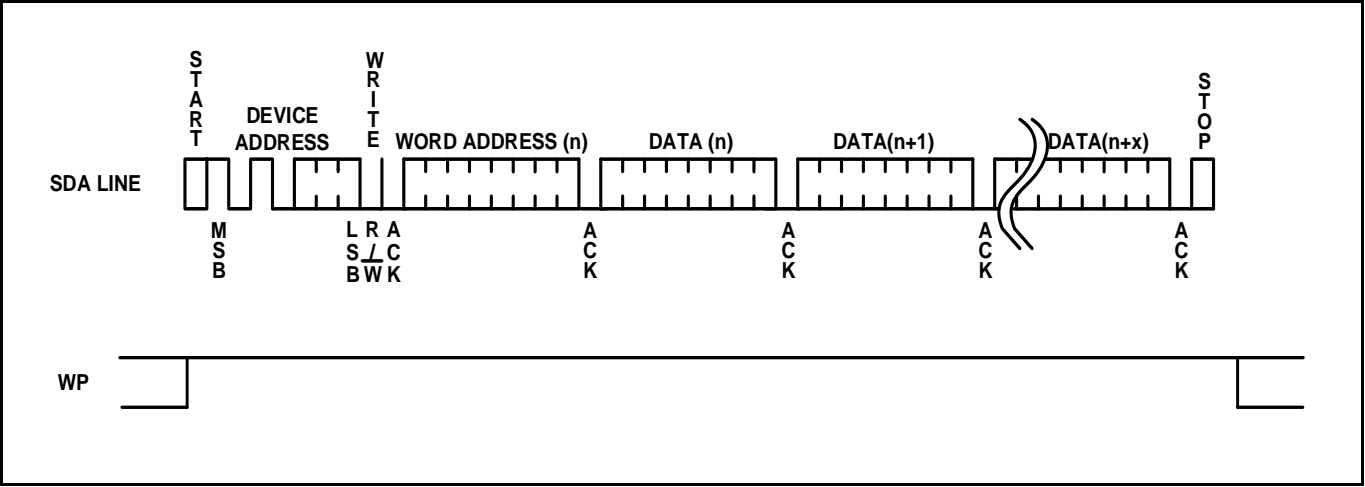 START
WRITE
STOP
DEVICE
ADDRESS
WORD ADDRESS (n)
DATA (n)
DATA(n+1)
DATA(n+x)
SDA LINE
MSB
LSB
R/W
ACK
ACK
ACK
ACK
ACK
WP